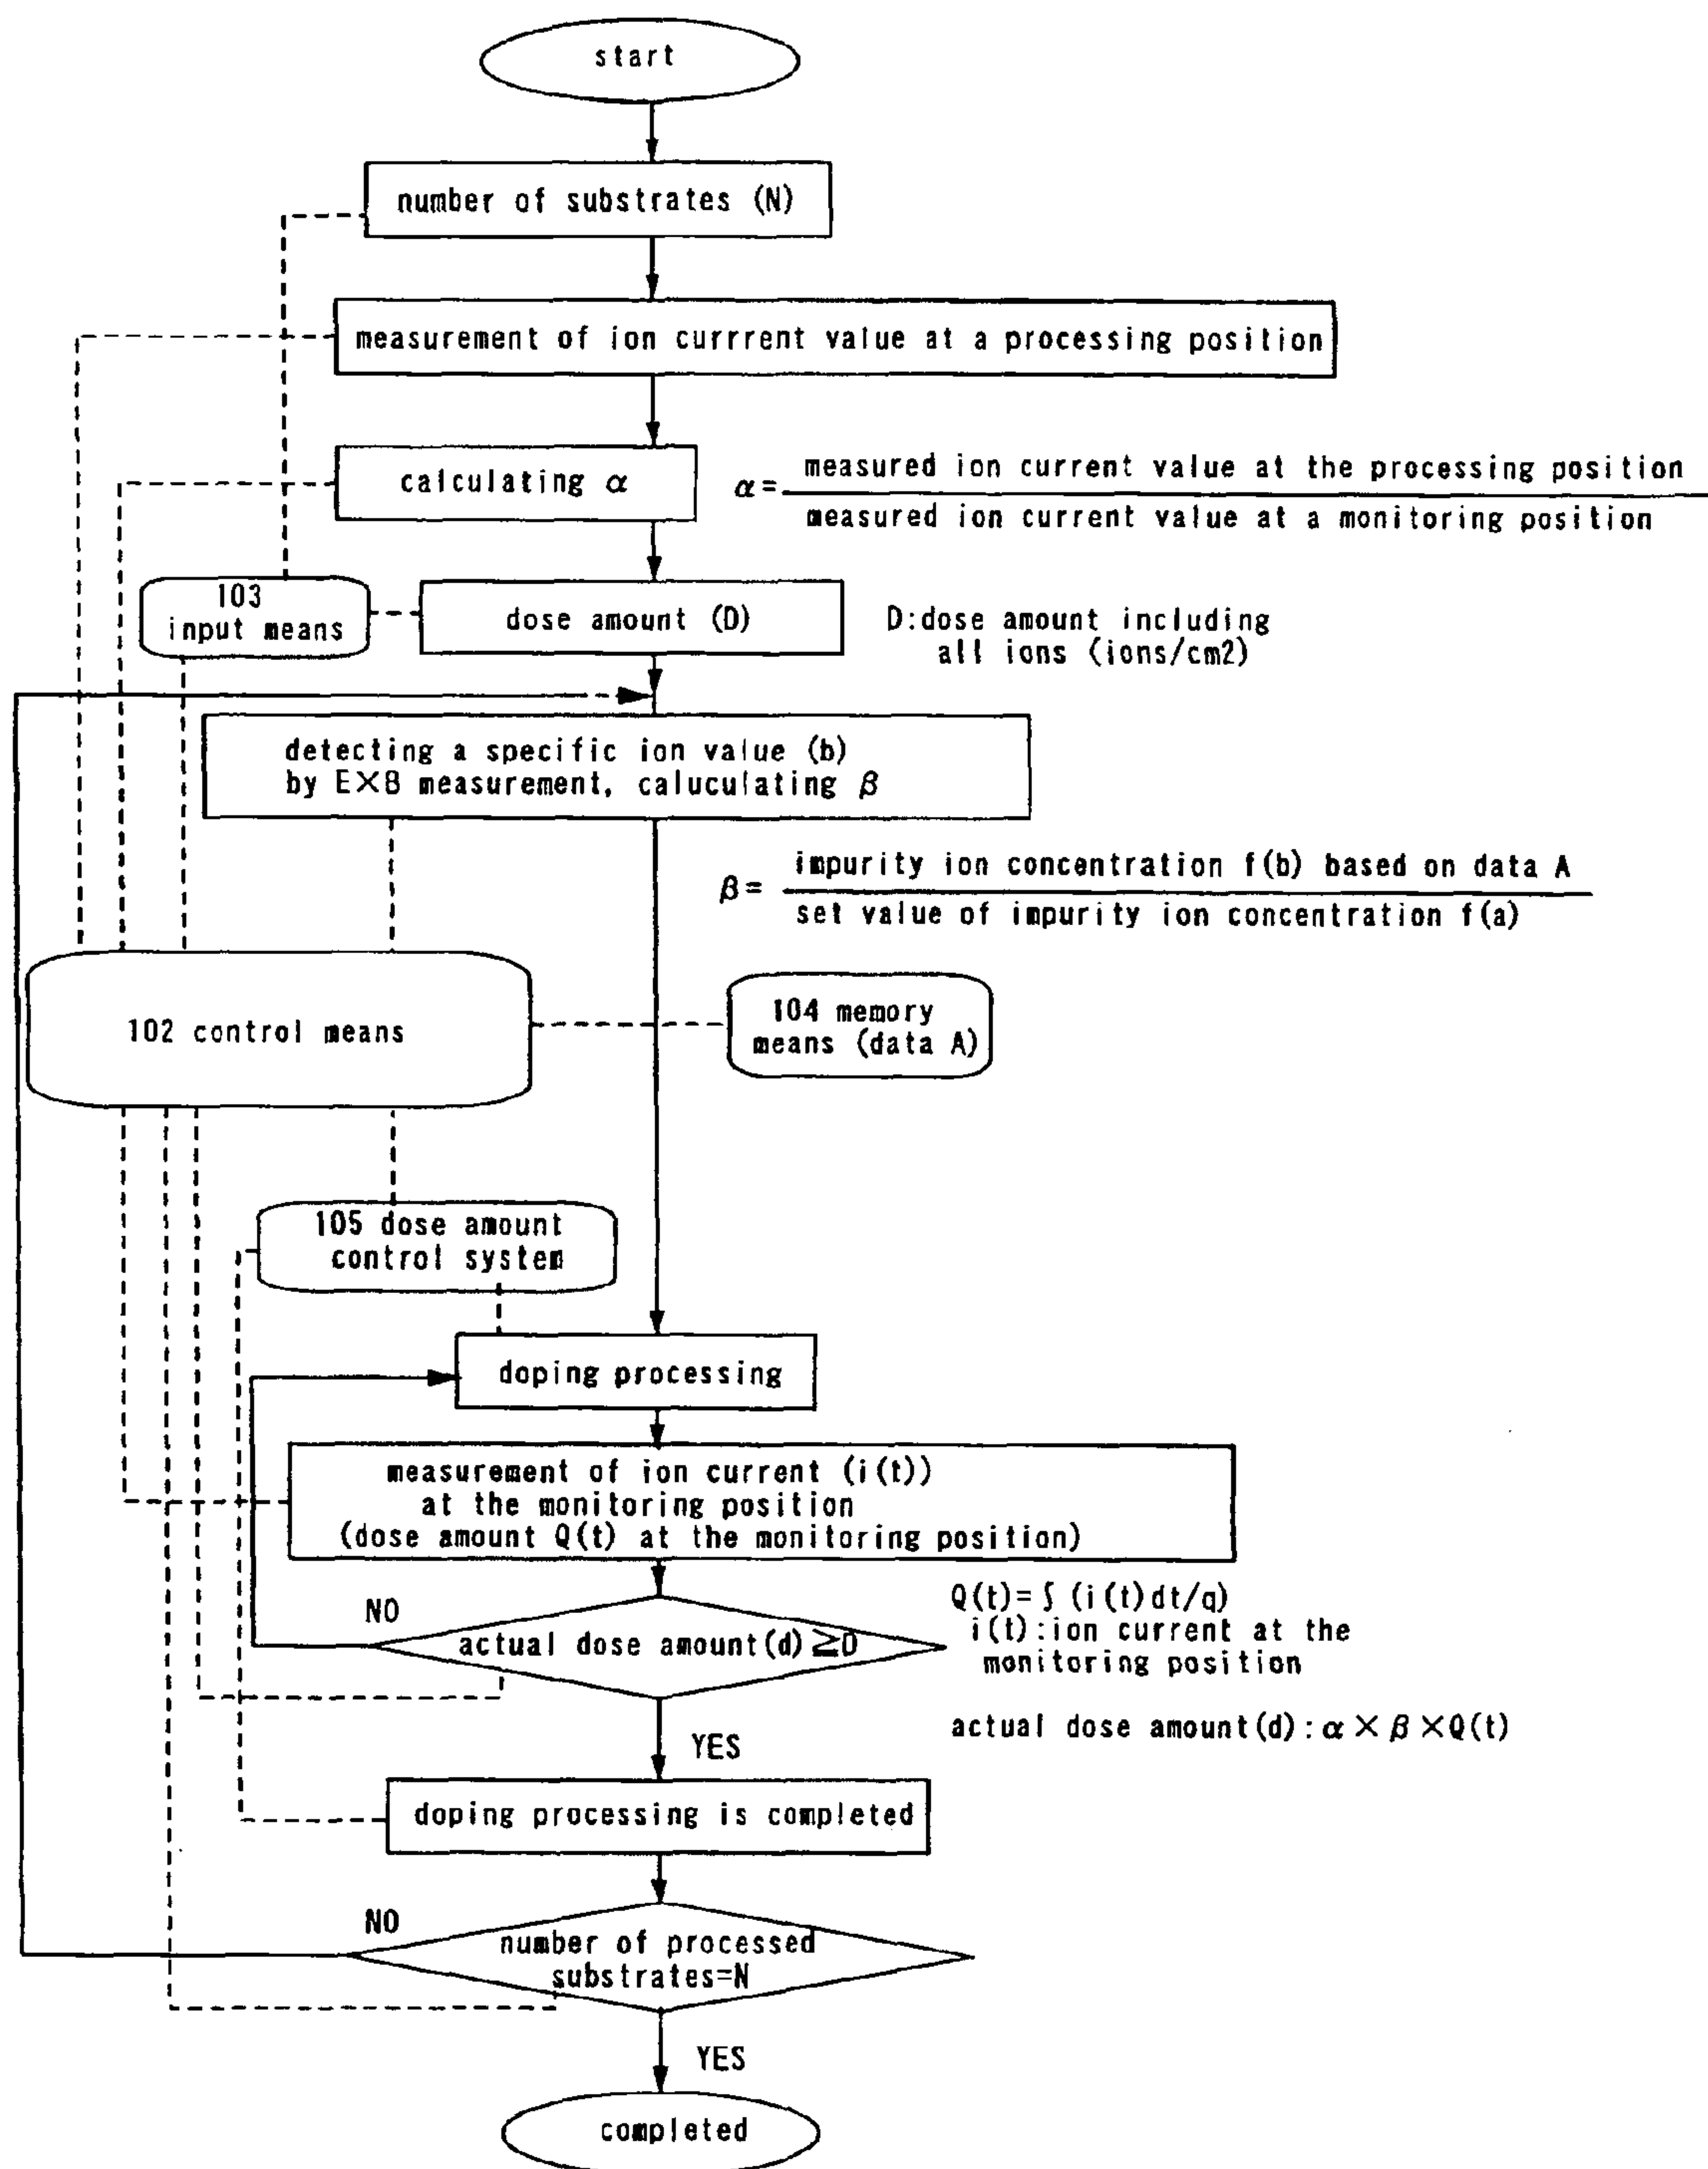 start
number of substrates (N)
measurement of ion currrent value at a processing position
calculating α
α= measured ion current value at the processing position
measured ion current value at a monitoring position
103
input means
dose amount (D)
D:dose amount including
all ions (ions/cm2)
detecting a specific ion value (b)
by E×B measurement, caluculating β
β= impurity ion concentration f(b) based on data A
set value of impurity ion concentration f(a)
102 control means
104 memory
means (data A)
105 dose amount
control system
doping processing
measurement of ion current (i(t))
at the monitoring position
(dose amount Q(t) at the monitoring position)
NO
actual dose amount(d)≧D
Q(t)=∫(i(t)dt/q)
i(t):ion current at the
monitoring position
actual dose amount(d):α×β×Q(t)
YES
doping processing is completed
NO
number of processed
substrates=N
YES
completed